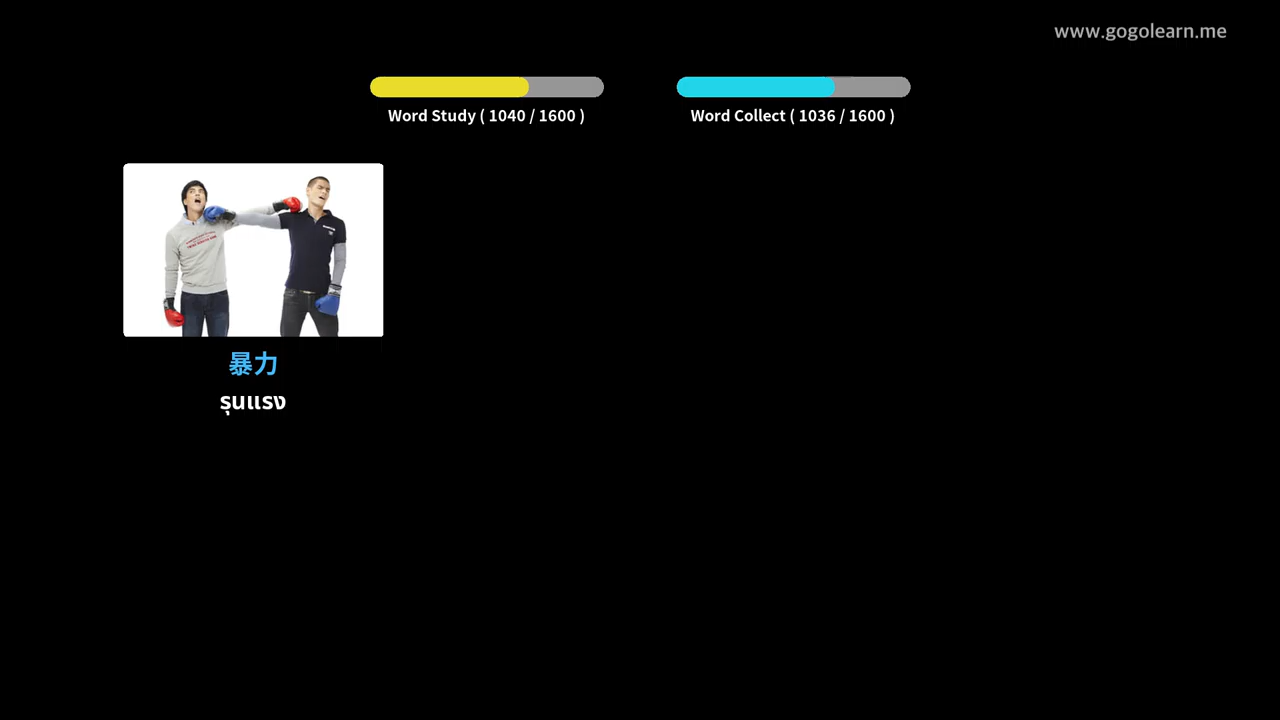 www.gogolearn.me
Word Study ( 1040 / 1600 )
Word Collect ( 1036 / 1600 )
暴力
รุนแรง